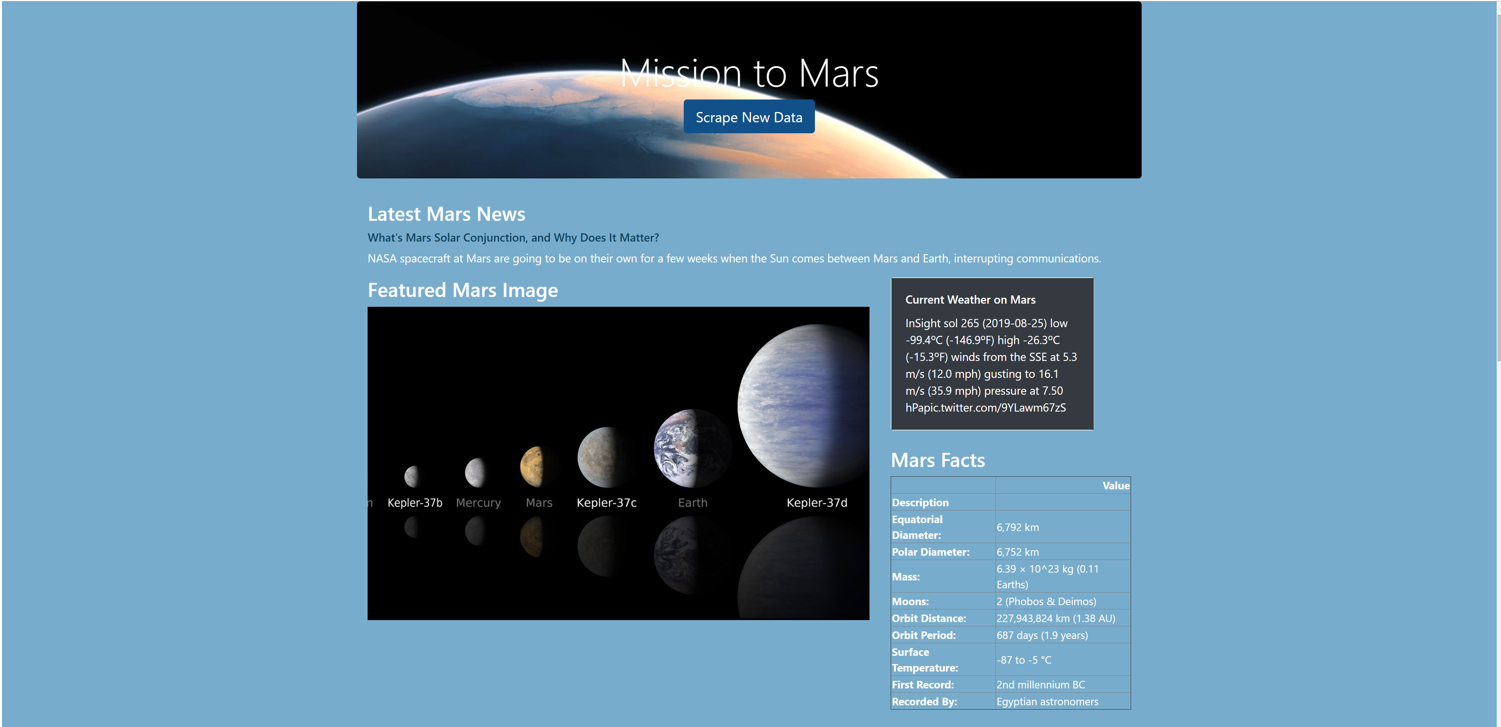 Mission to Mars
Scrape New Data
Latest Mars News
What's Mars Solar Conjunction, and Why Does It Matter?
NASA spacecraft at Mars are going to be on their own for a few weeks when the Sun comes between Mars and Earth, interrupting communications.
Featured Mars Image
n Kepler-37b Mercury Mars Kepler-37c Earth Kepler-37d
Current Weather on Mars
InSight sol 265 (2019-08-25) low
-99.4ºC (-146.9ºF) high -26.3ºC
(-15.3ºF) winds from the SSE at 5.3
m/s (12.0 mph) gusting to 16.1
m/s (35.9 mph) pressure at 7.50
hPapic.twitter.com/9YLawm67zS
Mars Facts
Value
Description
Equatorial
Diameter: 6,792 km
Polar Diameter: 6,752 km
Mass: 6.39 × 10^23 kg (0.11
Earths)
Moons: 2 (Phobos & Deimos)
Orbit Distance: 227,943,824 km (1.38 AU)
Orbit Period: 687 days (1.9 years)
Surface
Temperature: -87 to -5 °C
First Record: 2nd millennium BC
Recorded By: Egyptian astronomers